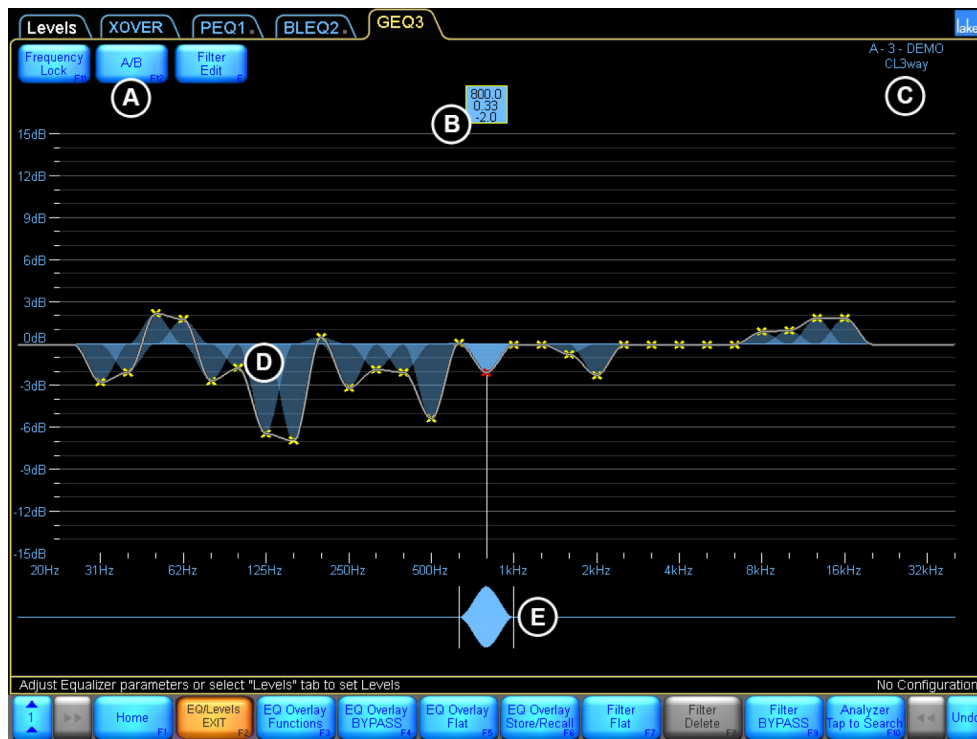 Levels XOVER PEQ1 BLEQ2 GEQ3 lake
Frequency Lock F11
A/B F12
Filter Edit
A - 3 - DEMO
CL3way
A
B
C
800.0
0.33
-2.0
15dB
12dB
9dB
6dB
3dB
0dB
D
-3dB
-6dB
-9dB
-12dB
-15dB
20Hz 31Hz 62Hz 125Hz 250Hz 500Hz 1kHz 2kHz 4kHz 8kHz 16kHz 32kHz
E
Adjust Equalizer parameters or select "Levels" tab to set Levels No Configuration
1
Home F1
EQ/Levels EXIT F2
EQ Overlay Functions F3
EQ Overlay BYPASS F4
EQ Overlay Flat F5
EQ Overlay Store/Recall F6
Filter Flat F7
Filter Delete F8
Filter BYPASS F9
Analyzer Tap to Search F10
Undo